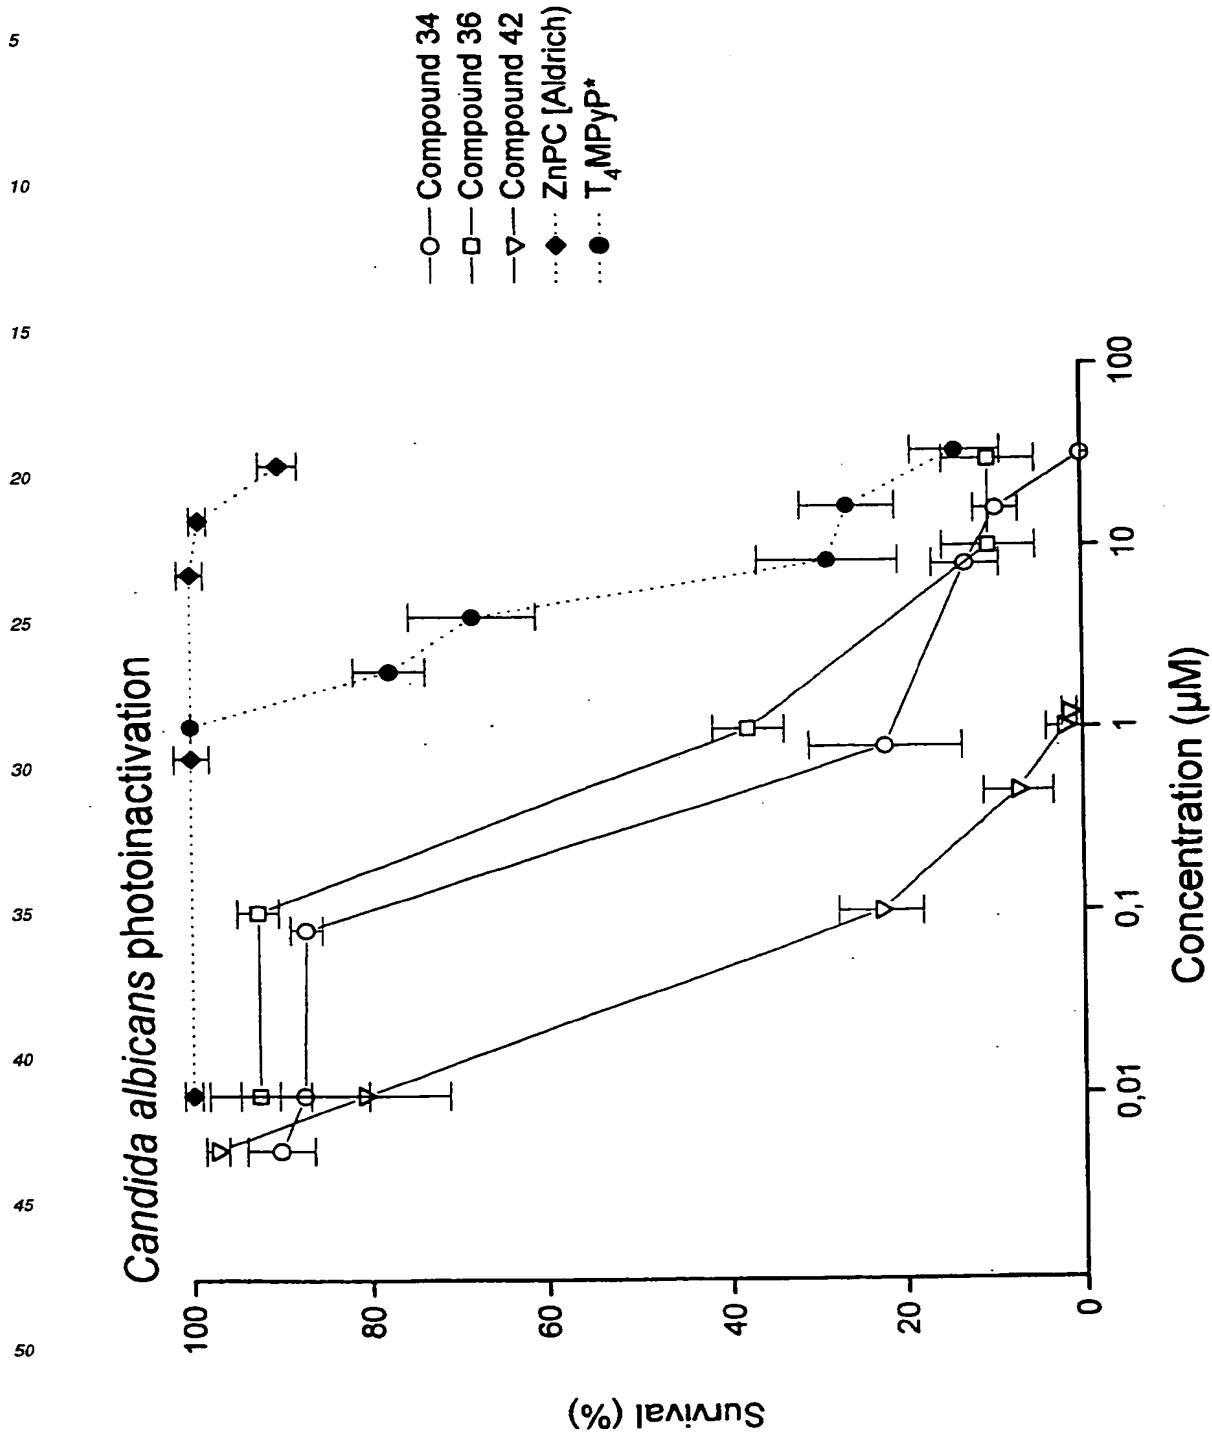 5
10
15
20
25
30
35
40
45
50
Candida albicans photoinactivation
Compound 34
Compound 36
Compound 42
ZnPC [Aldrich]
T₄MPyP*
Survival (%)
100
80
60
40
20
0
0,01
0,1
1
10
100
Concentration (µM)